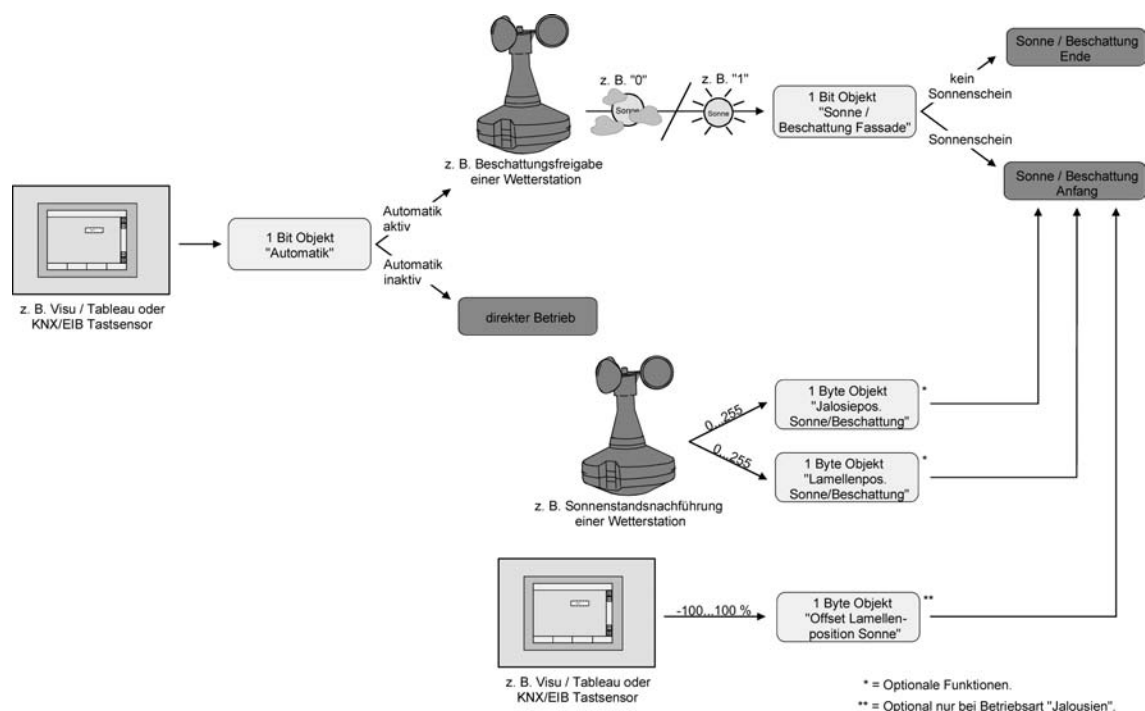 z. B. "0"
z. B. "1"
Sonne
Sonne
1 Bit Objekt
"Sonne /
Beschattung Fassade"
kein
Sonnenschein
Sonnenschein
Sonne / Beschattung
Ende
Sonne / Beschattung
Anfang
z. B. Beschattungsfreigabe
einer Wetterstation
1 Bit Objekt
"Automatik"
Automatik
aktiv
Automatik
inaktiv
direkter Betrieb
z. B. Visu / Tableau oder
KNX/EIB Tastsensor
0...255
0...255
1 Byte Objekt
"Jalosiepos.
Sonne/Beschattung"
*
1 Byte Objekt
"Lamellenpos.
Sonne/Beschattung"
*
z. B. Sonnenstandsnachführung
einer Wetterstation
-100...100 %
1 Byte Objekt
"Offset Lamellen-
position Sonne"
**
z. B. Visu / Tableau oder
KNX/EIB Tastsensor
* = Optionale Funktionen.
** = Optional nur bei Betriebsart "Jalousien".